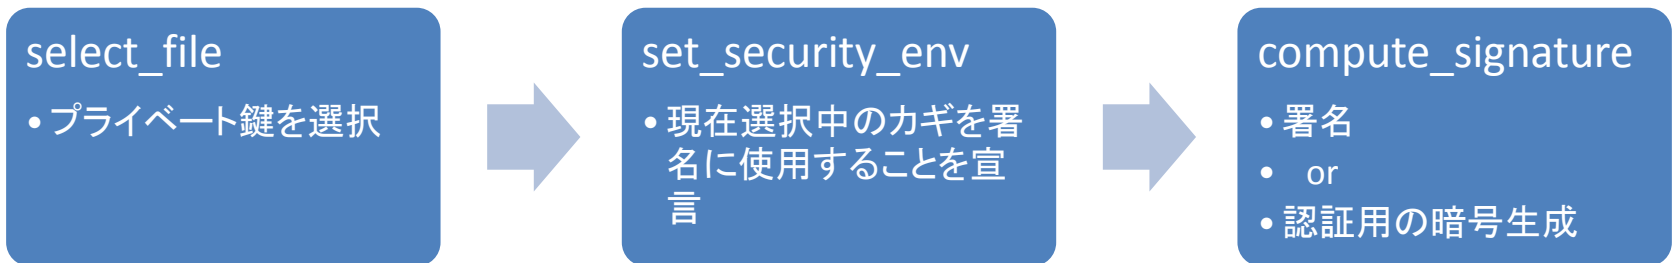 select_file
•プライベート鍵を選択
set_security_env
•現在選択中のカギを署
名に使用することを宣
言
compute_signature
•署名
• or
•認証用の暗号生成